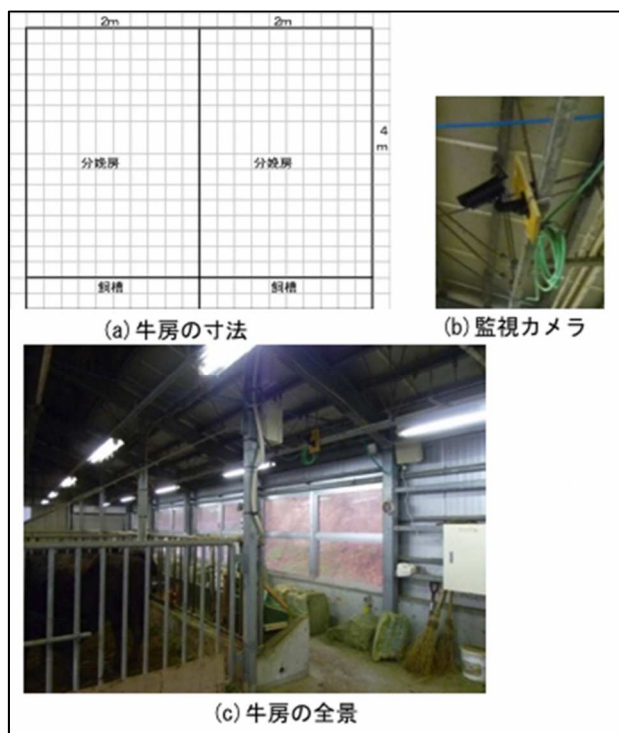 2m 2m
4m
分娩房 分娩房
飼槽 飼槽
(a)牛房の寸法
(b)監視カメラ
(c)牛房の全景